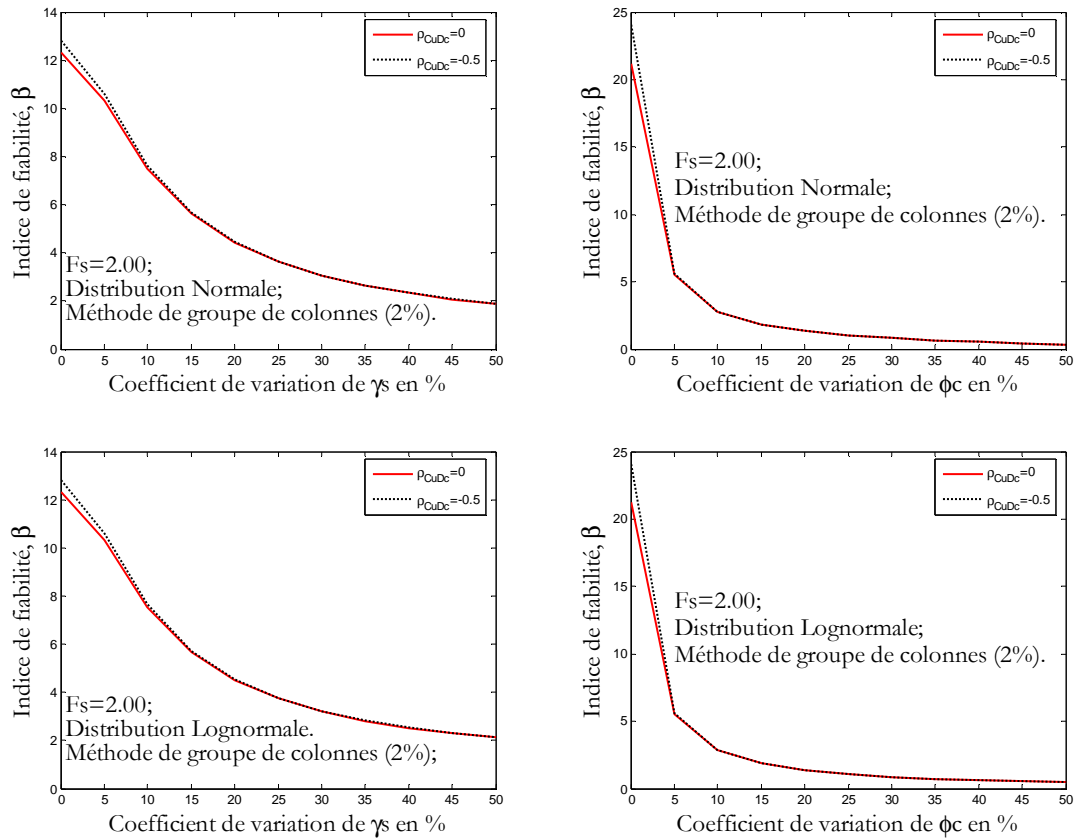 14
12
10
8
6
4
2
0
Indice de fiabilité, β
ρCuDc=0
ρCuDc=-0.5
Fs=2.00;
Distribution Normale;
Méthode de groupe de colonnes (2%).
0 5 10 15 20 25 30 35 40 45 50
Coefficient de variation de γs en %
25
20
15
10
5
0
Indice de fiabilité, β
ρCuDc=0
ρCuDc=-0.5
Fs=2.00;
Distribution Normale;
Méthode de groupe de colonnes (2%).
0 5 10 15 20 25 30 35 40 45 50
Coefficient de variation de ϕc en %
14
12
10
8
6
4
2
0
Indice de fiabilité, β
ρCuDc=0
ρCuDc=-0.5
Fs=2.00;
Distribution Lognormale.
Méthode de groupe de colonnes (2%);
0 5 10 15 20 25 30 35 40 45 50
Coefficient de variation de γs en %
25
20
15
10
5
0
Indice de fiabilité, β
ρCuDc=0
ρCuDc=-0.5
Fs=2.00;
Distribution Lognormale;
Méthode de groupe de colonnes (2%).
0 5 10 15 20 25 30 35 40 45 50
Coefficient de variation de ϕc en %